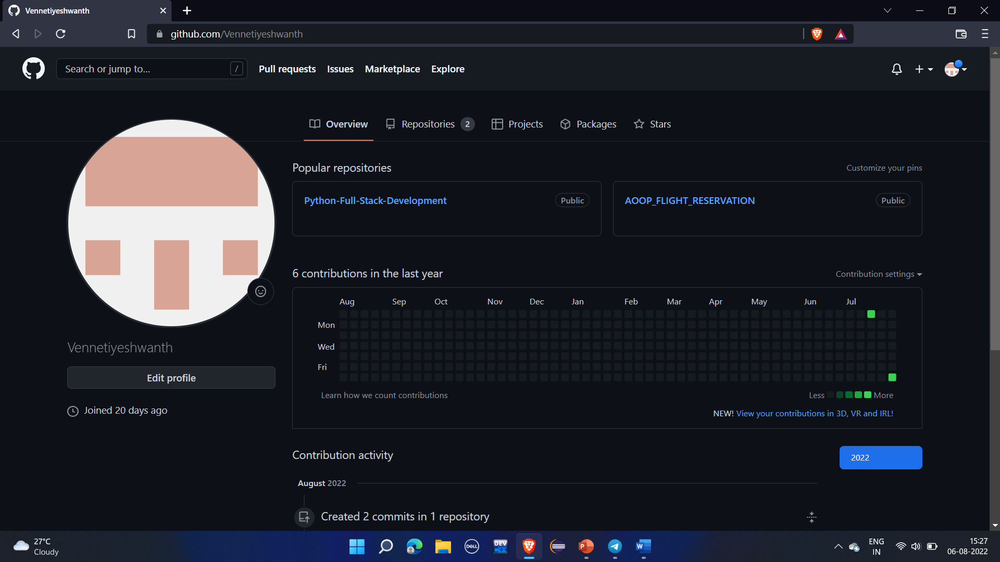 Vennetiyeshwanth
github.com/Vennetiyeshwanth
Search or jump to...
/
Pull requests
Issues
Marketplace
Explore
Overview
Repositories 2
Projects
Packages
Stars
Popular repositories
Customize your pins
Python-Full-Stack-Development
Public
AOOP_FLIGHT_RESERVATION
Public
6 contributions in the last year
Contribution settings
Aug Sep Oct Nov Dec Jan Feb Mar Apr May Jun Jul
Mon
Wed
Fri
Learn how we count contributions
Less
More
NEW! View your contributions in 3D, VR and IRL!
Vennetiyeshwanth
Edit profile
Joined 20 days ago
Contribution activity
2022
August 2022
Created 2 commits in 1 repository
27°C
Cloudy
DELL
DEV
P
W
ENG
IN
15:27
06-08-2022